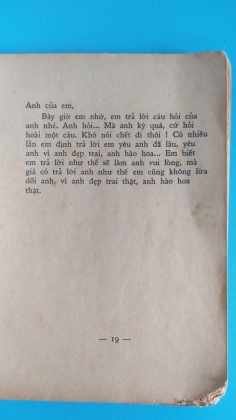 Anh của em,
Bây giờ em nhớ, em trả lời câu hỏi của
anh nhé. Anh hỏi... Mà anh kỳ quá, cứ hỏi
hoài một câu. Khó nói chết đi thôi ! Có nhiều
lần em định trả lời em yêu anh đã lâu, yêu
anh vì anh đẹp trai, anh hào hoa... Em biết
em trả lời như thế sẽ làm anh vui lòng, mà
giá có trả lời anh như thế em cũng không lừa
dối anh, vì anh đẹp trai thật, anh hào hoa
thật.
— 19 —